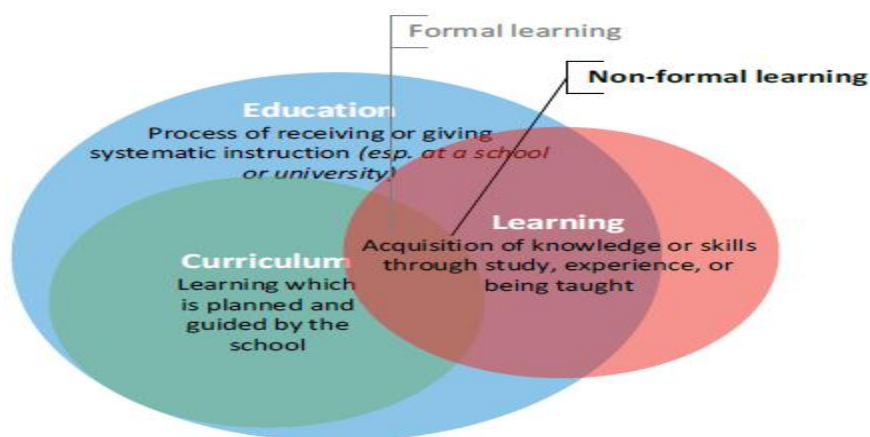 Formal learning
Non-formal learning
Education
Process of receiving or giving
systematic instruction (esp. at a school
or university)
Learning
Acquisition of knowledge or skills
through study, experience, or
being taught
Curriculum
Learning which
is planned and
guided by the
school